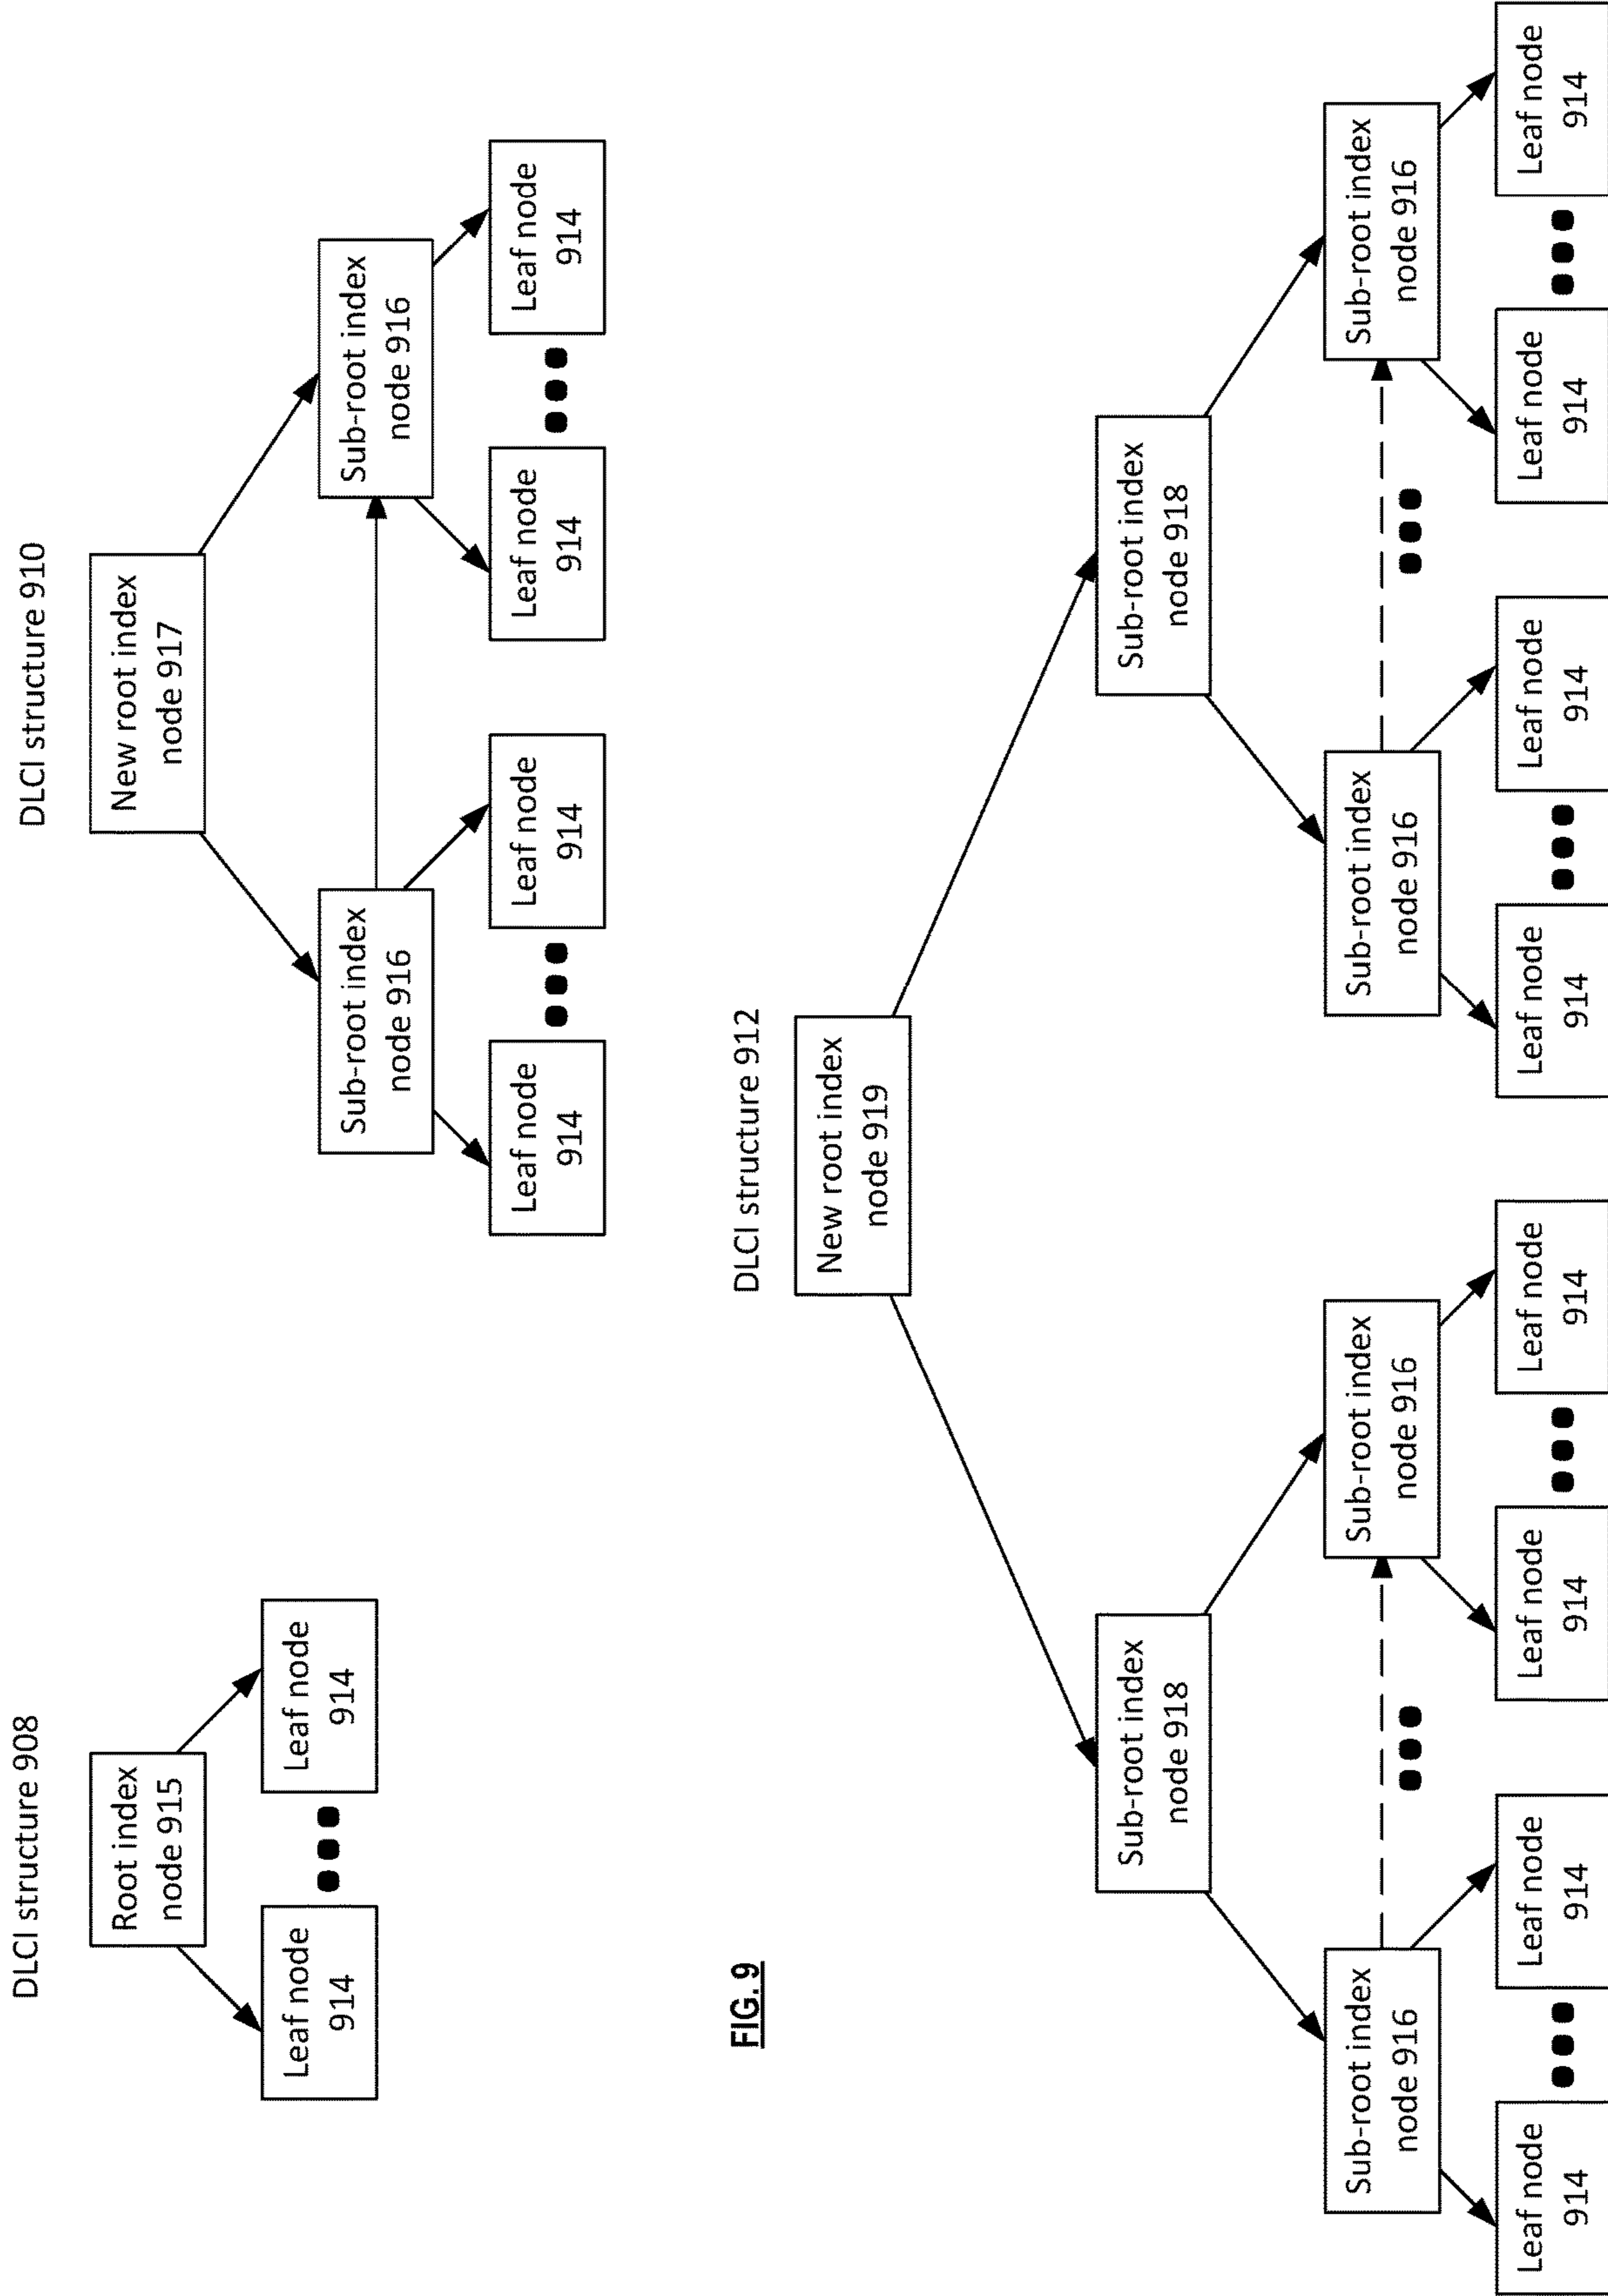 DLCI structure 908
Root index
node 915
Leaf node
914
Leaf node
914
DLCI structure 910
New root index
node 917
Sub-root index
node 916
Sub-root index
node 916
Leaf node
914
Leaf node
914
Leaf node
914
Leaf node
914
FIG. 9
DLCI structure 912
New root index
node 919
Sub-root index
node 918
Sub-root index
node 918
Sub-root index
node 916
Sub-root index
node 916
Sub-root index
node 916
Sub-root index
node 916
Leaf node
914
Leaf node
914
Leaf node
914
Leaf node
914
Leaf node
914
Leaf node
914
Leaf node
914
Leaf node
914